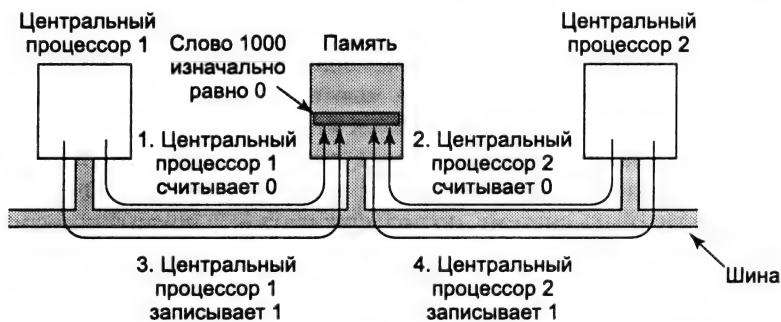 Центральный
процессор 1
Слово 1000
изначально
равно 0
Память
Центральный
процессор 2
1. Центральный
процессор 1
считывает 0
2. Центральный
процессор 2
считывает 0
3. Центральный
процессор 1
записывает 1
4. Центральный
процессор 2
записывает 1
Шина